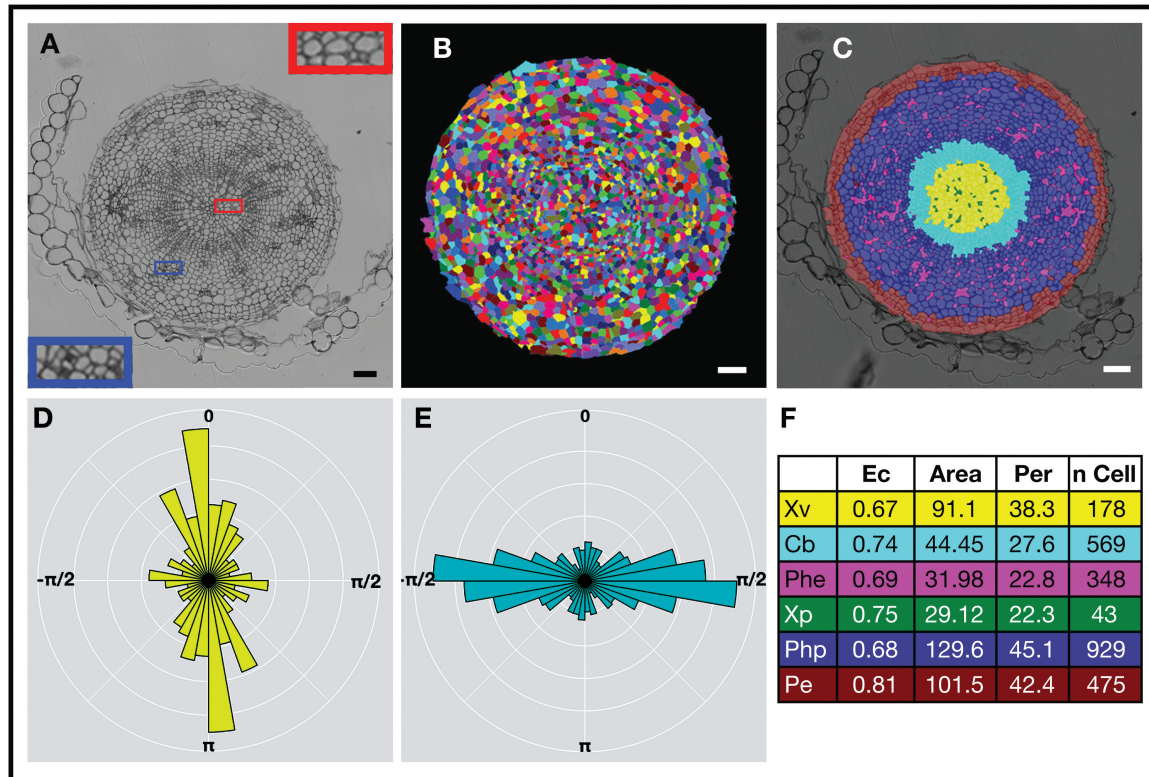 A
B
C
D
0
-π/2
π/2
π
E
0
-π/2
π/2
F
π
Ec Area Per n Cell
Xv 0.67 91.1 38.3 178
Cb 0.74 44.45 27.6 569
Phe 0.69 31.98 22.8 348
Xp 0.75 29.12 22.3 43
Php 0.68 129.6 45.1 929
Pe 0.81 101.5 42.4 475